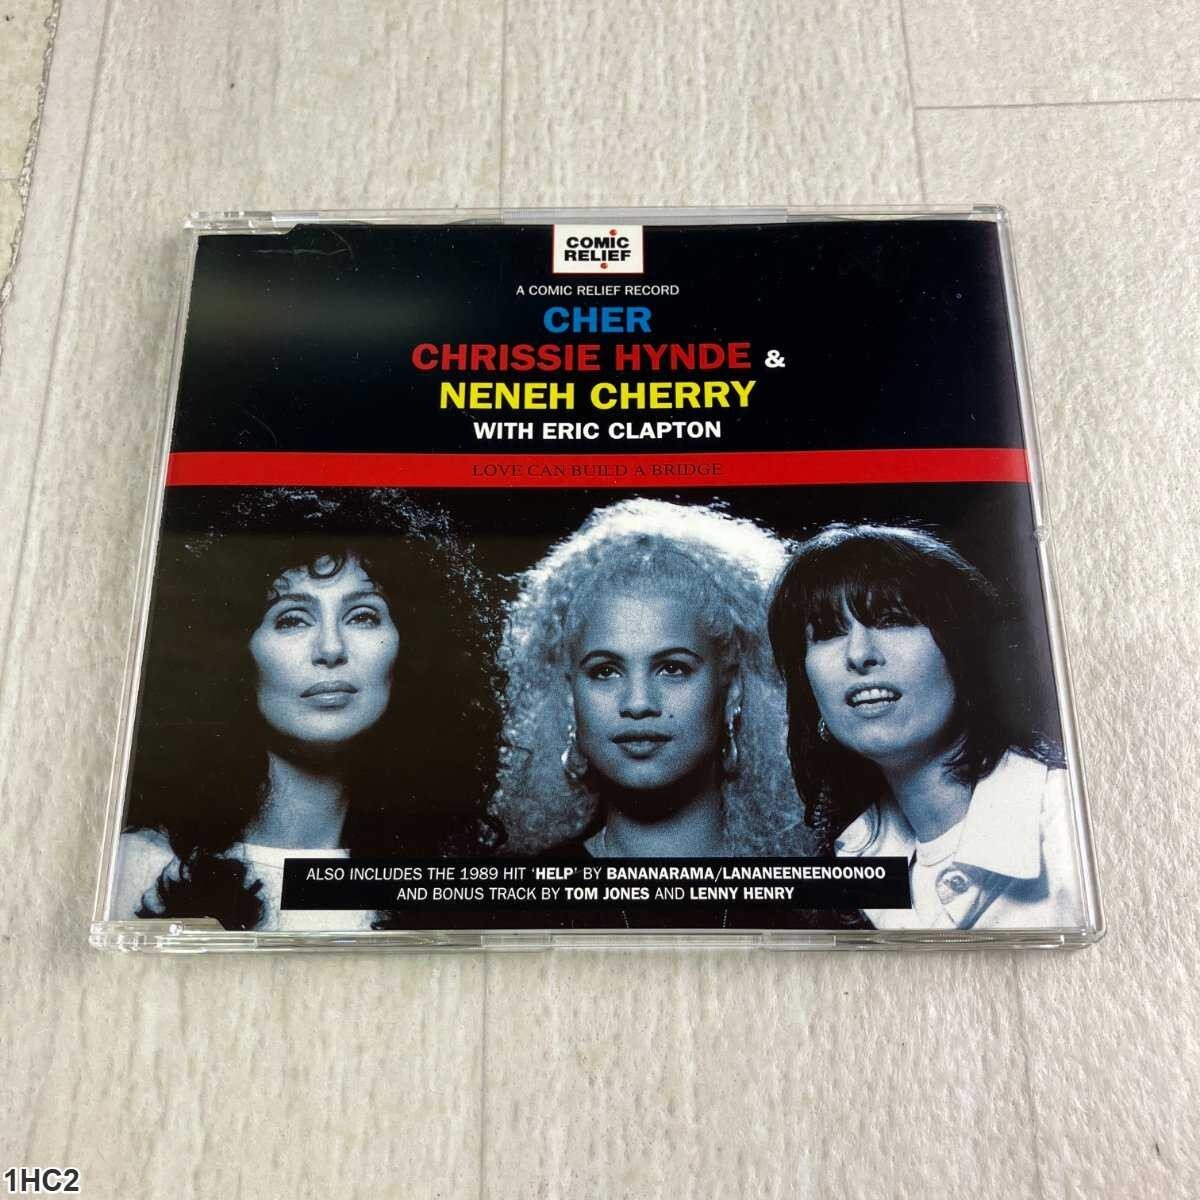 COMIC
RELIEF
A COMIC RELIEF RECORD
CHER
CHRISSIE HYNDE &
NENEH CHERRY
WITH ERIC CLAPTON
LOVE CAN BUILD A BRIDGE
ALSO INCLUDES THE 1989 HIT 'HELP' BY BANANARAMA/LANANEENEENOONOO
AND BONUS TRACK BY TOM JONES AND LENNY HENRY
1HC2